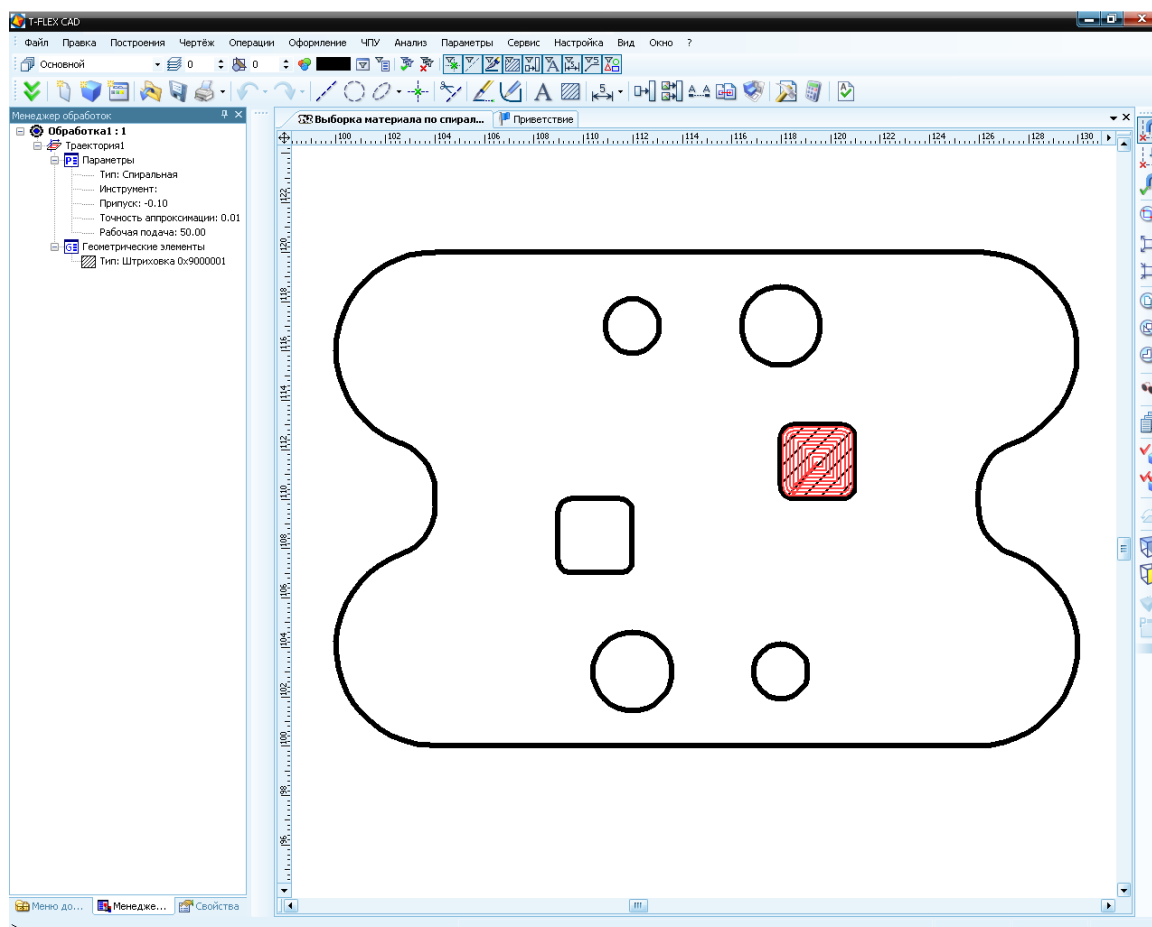 T-FLEX CAD
Файл Правка Построения Чертёж Операции Оформление ЧПУ Анализ Параметры Сервис Настройка Вид Окно ?
Основной 0 0
Менеджер обработок
Обработка1 : 1
Траектория1
Параметры
Тип: Спиральная
Инструмент:
Припуск: -0.10
Точность аппроксимации: 0.01
Рабочая подача: 50.00
Геометрические элементы
Тип: Штриховка 0x9000001
Выборка материала по спирал... Приветствие
100 102 104 106 108 110 112 114 116 118 120 122 124 126 128 130
122
120
118
116
114
112
110
108
106
104
102
100
98
96
Меню до... Менедже... Свойства